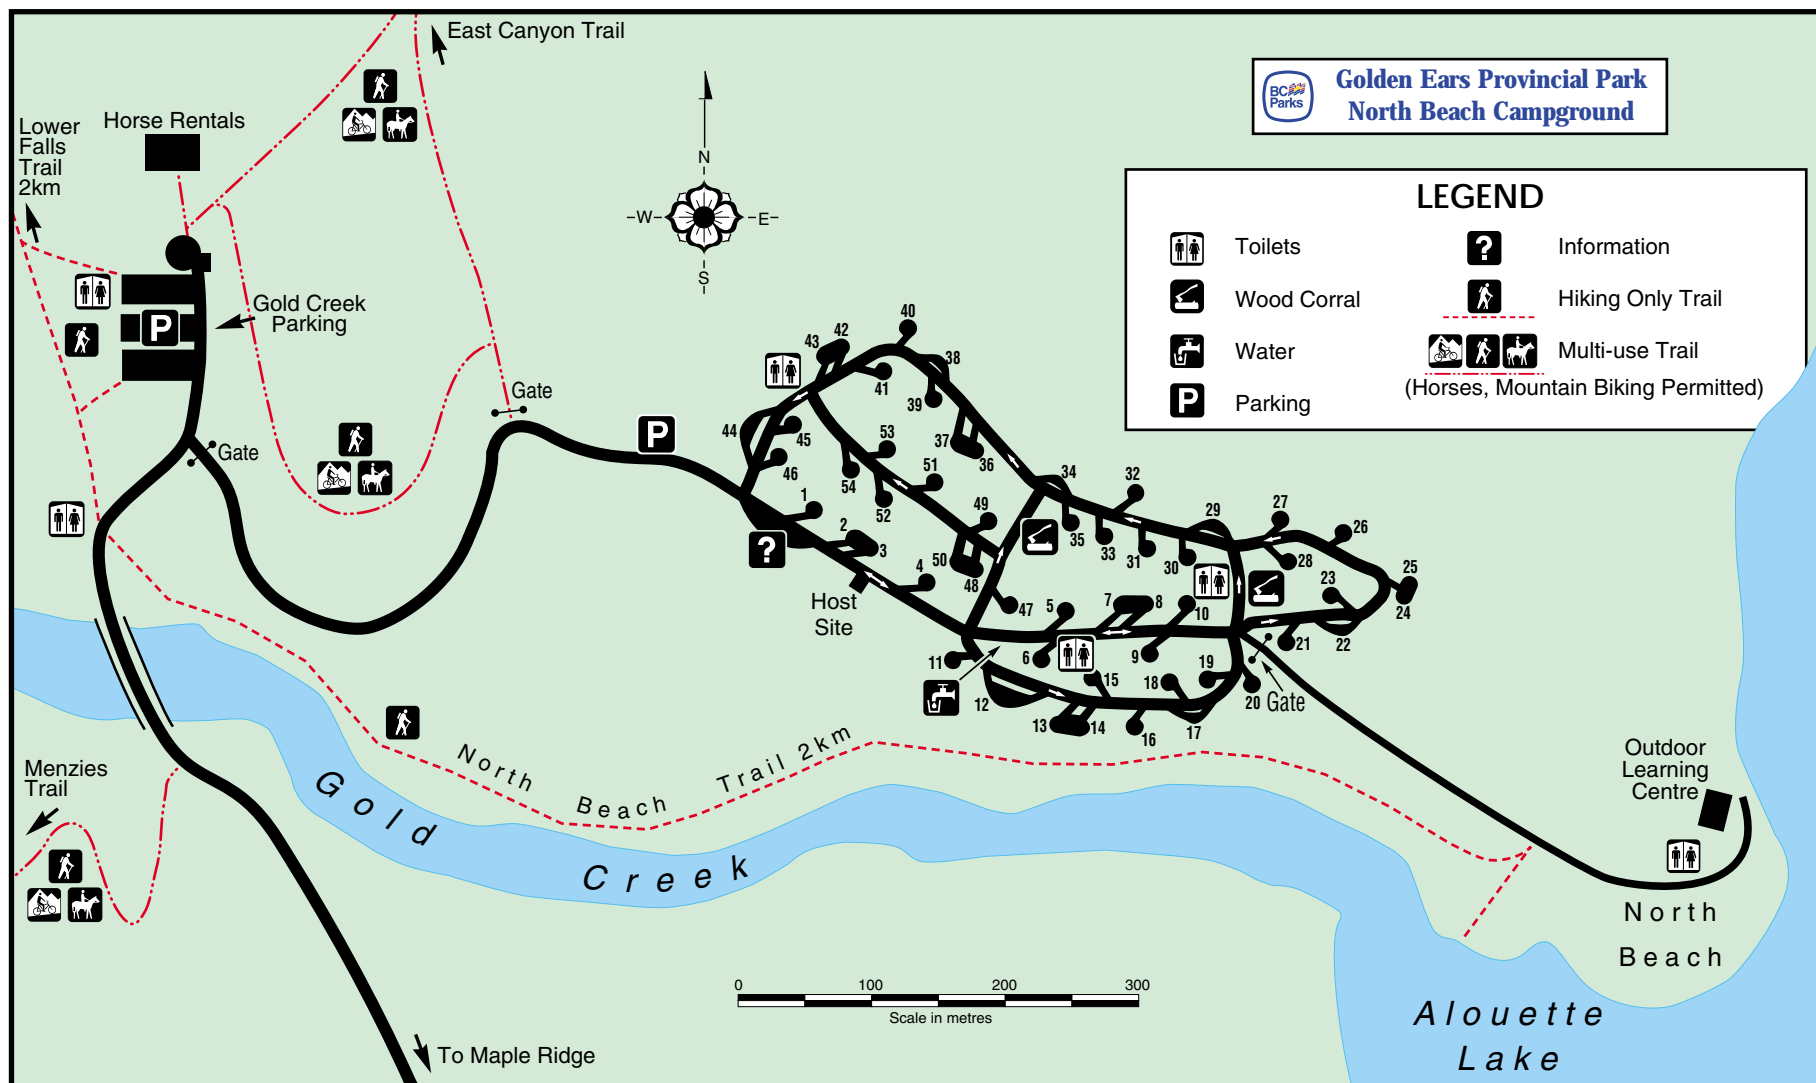 East Canyon Trail
BC
Parks
Golden Ears Provincial Park
North Beach Campground
Horse Rentals
Lower
Falls
Trail
2km
N
W
E
S
LEGEND
Toilets
? Information
Wood Corral
Hiking Only Trail
Water
Multi-use Trail
(Horses, Mountain Biking Permitted)
P Parking
Gold Creek
Parking
P
Gate
Gate
P
?
Host
Site
1
2
3
4
5
6
7
8
9
10
11
12
13
14
15
16
17
18
19
20
21
22
23
24
25
26
27
28
29
30
31
32
33
34
35
36
37
38
39
40
41
42
43
44
45
46
47
48
49
50
51
52
53
54
Gate
North Beach Trail 2km
Gold Creek
Menzies
Trail
Outdoor
Learning
Centre
North
Beach
Alouette
Lake
0 100 200 300
Scale in metres
To Maple Ridge